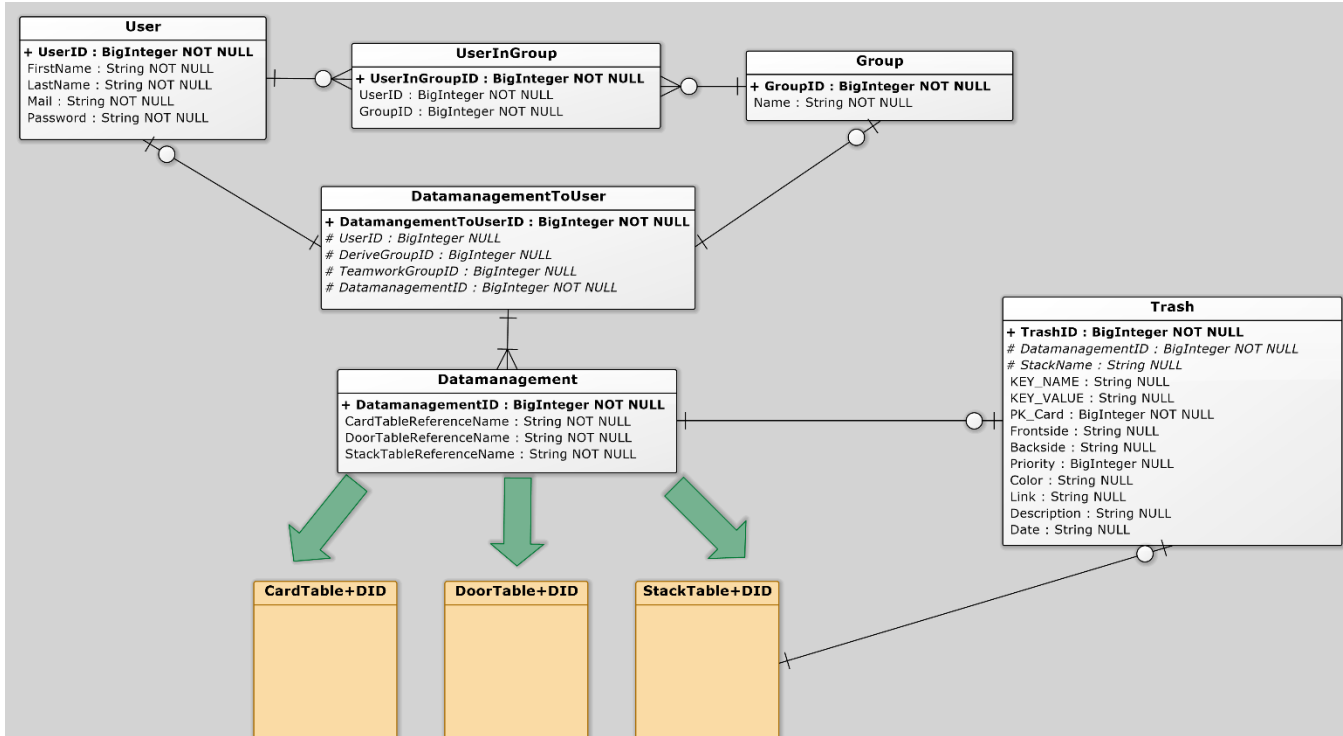 User
+ UserID : BigInteger NOT NULL
FirstName : String NOT NULL
LastName : String NOT NULL
Mail : String NOT NULL
Password : String NOT NULL
UserInGroup
+ UserInGroupID : BigInteger NOT NULL
UserID : BigInteger NOT NULL
GroupID : BigInteger NOT NULL
Group
+ GroupID : BigInteger NOT NULL
Name : String NOT NULL
DatamanagementToUser
+ DatamangementToUserID : BigInteger NOT NULL
# UserID : BigInteger NULL
# DeriveGroupID : BigInteger NULL
# TeamworkGroupID : BigInteger NULL
# DatamanagementID : BigInteger NOT NULL
Datamanagement
+ DatamanagementID : BigInteger NOT NULL
CardTableReferenceName : String NOT NULL
DoorTableReferenceName : String NOT NULL
StackTableReferenceName : String NOT NULL
Trash
+ TrashID : BigInteger NOT NULL
# DatamanagementID : BigInteger NOT NULL
# StackName : String NULL
KEY_NAME : String NULL
KEY_VALUE : String NULL
PK_Card : BigInteger NOT NULL
Frontside : String NULL
Backside : String NULL
Priority : BigInteger NULL
Color : String NULL
Link : String NULL
Description : String NULL
Date : String NULL
CardTable+DID
DoorTable+DID
StackTable+DID